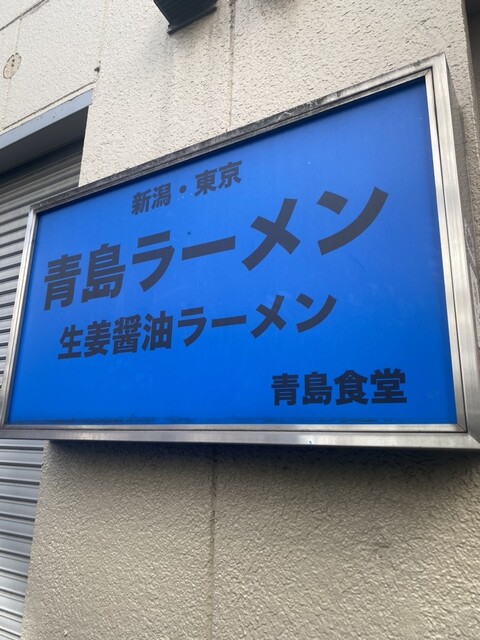 新潟・東京
青島ラーメン
生姜醤油ラーメン
青島食堂